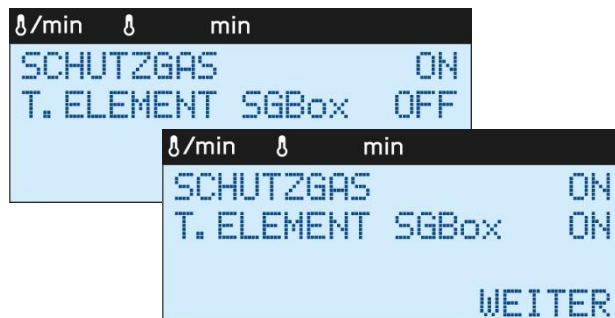 /min min
SCHUTZGAS ON
T. ELEMENT SGBox OFF
/min min
SCHUTZGAS ON
T. ELEMENT SGBox ON
WEITER